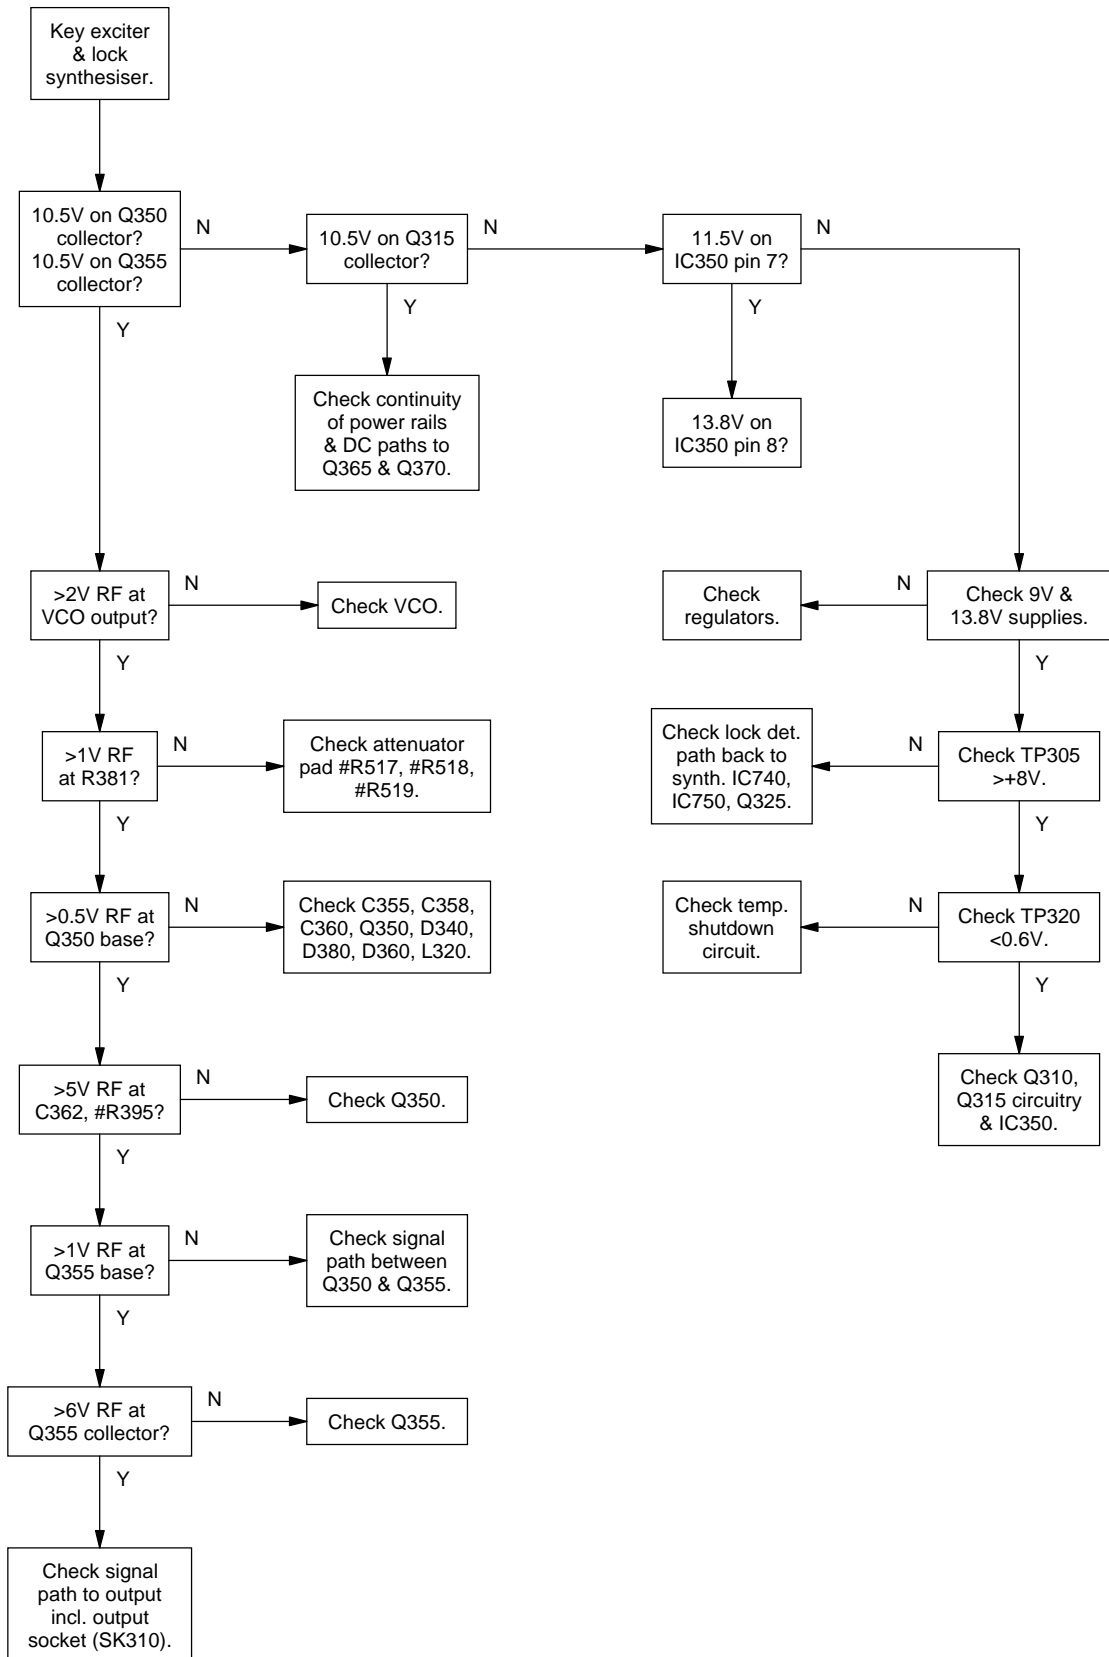 Key exciter
& lock
synthesiser.
10.5V on Q350
collector?
10.5V on Q355
collector?
N
10.5V on Q315
collector?
N
11.5V on
IC350 pin 7?
N
Y
Y
Y
Check continuity
of power rails
& DC paths to
Q365 & Q370.
13.8V on
IC350 pin 8?
>2V RF at
VCO output?
N
Check VCO.
Check
regulators.
N
Check 9V &
13.8V supplies.
Y
Y
>1V RF
at R381?
N
Check attenuator
pad #R517, #R518,
#R519.
Check lock det.
path back to
synth. IC740,
IC750, Q325.
N
Check TP305
>+8V.
Y
Y
>0.5V RF at
Q350 base?
N
Check C355, C358,
C360, Q350, D340,
D380, D360, L320.
Check temp.
shutdown
circuit.
N
Check TP320
<0.6V.
Y
Y
>5V RF at
C362, #R395?
N
Check Q350.
Check Q310,
Q315 circuitry
& IC350.
Y
>1V RF at
Q355 base?
N
Check signal
path between
Q350 & Q355.
Y
>6V RF at
Q355 collector?
N
Check Q355.
Y
Check signal
path to output
incl. output
socket (SK310).